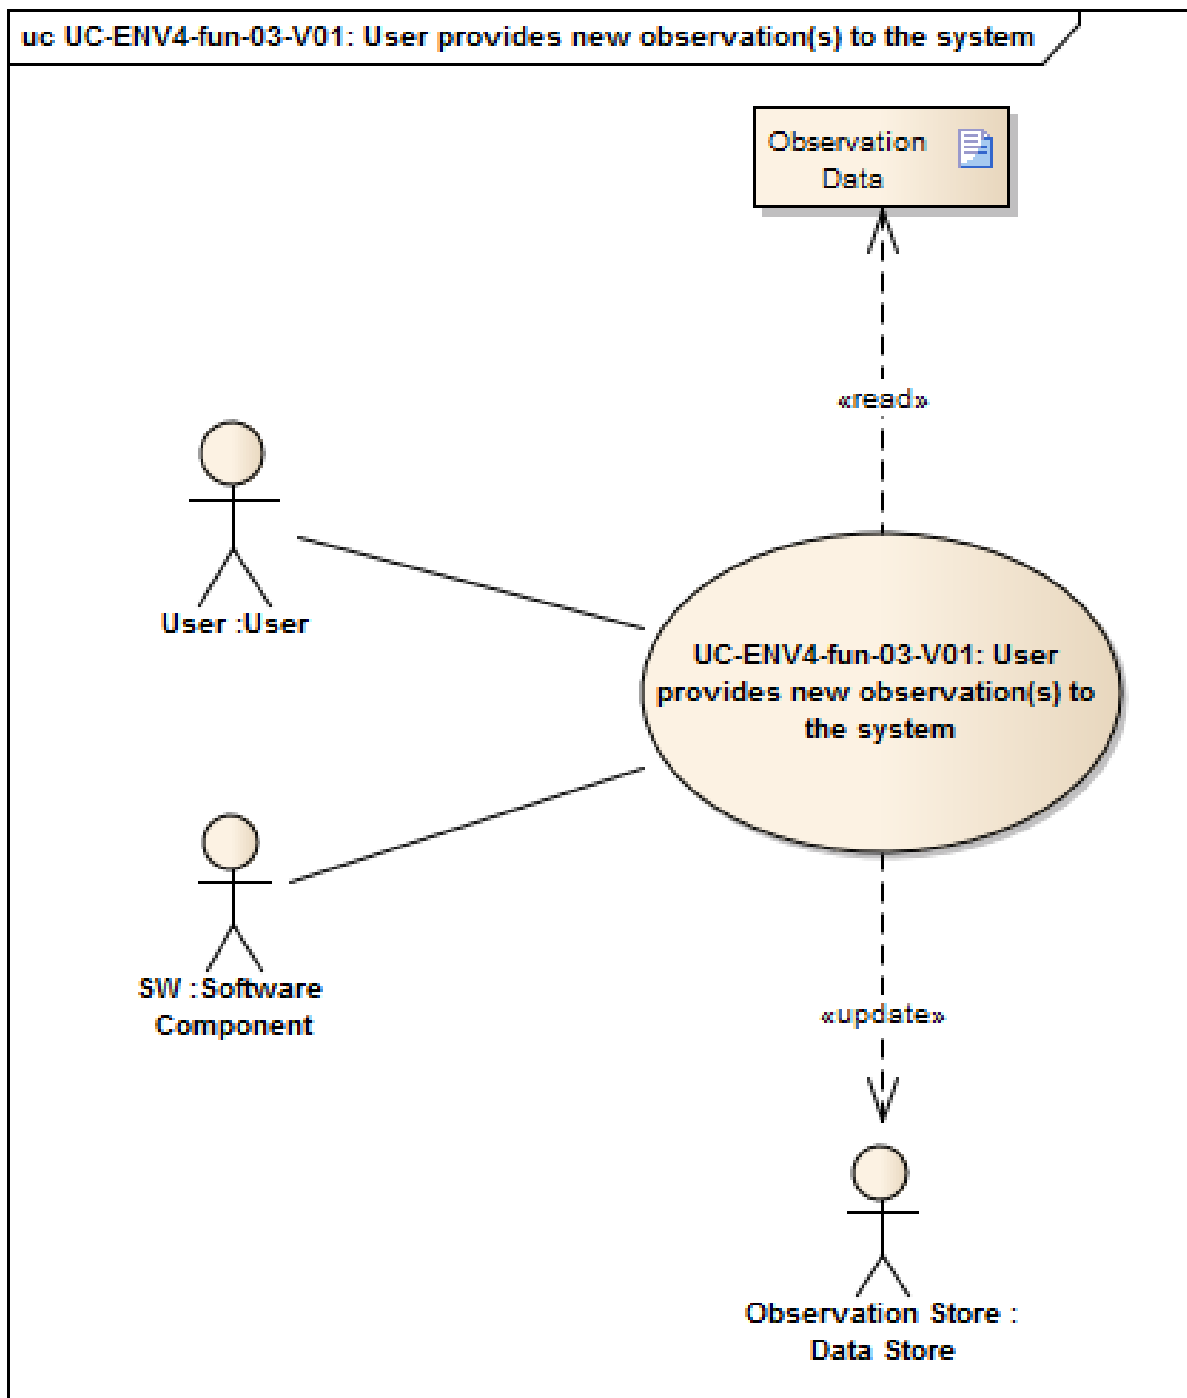 uc UC-ENV4-fun-03-V01: User provides new observation(s) to the system
Observation
Data
«read»
User :User
UC-ENV4-fun-03-V01: User
provides new observation(s) to
the system
SW :Software
Component
«update»
Observation Store :
Data Store